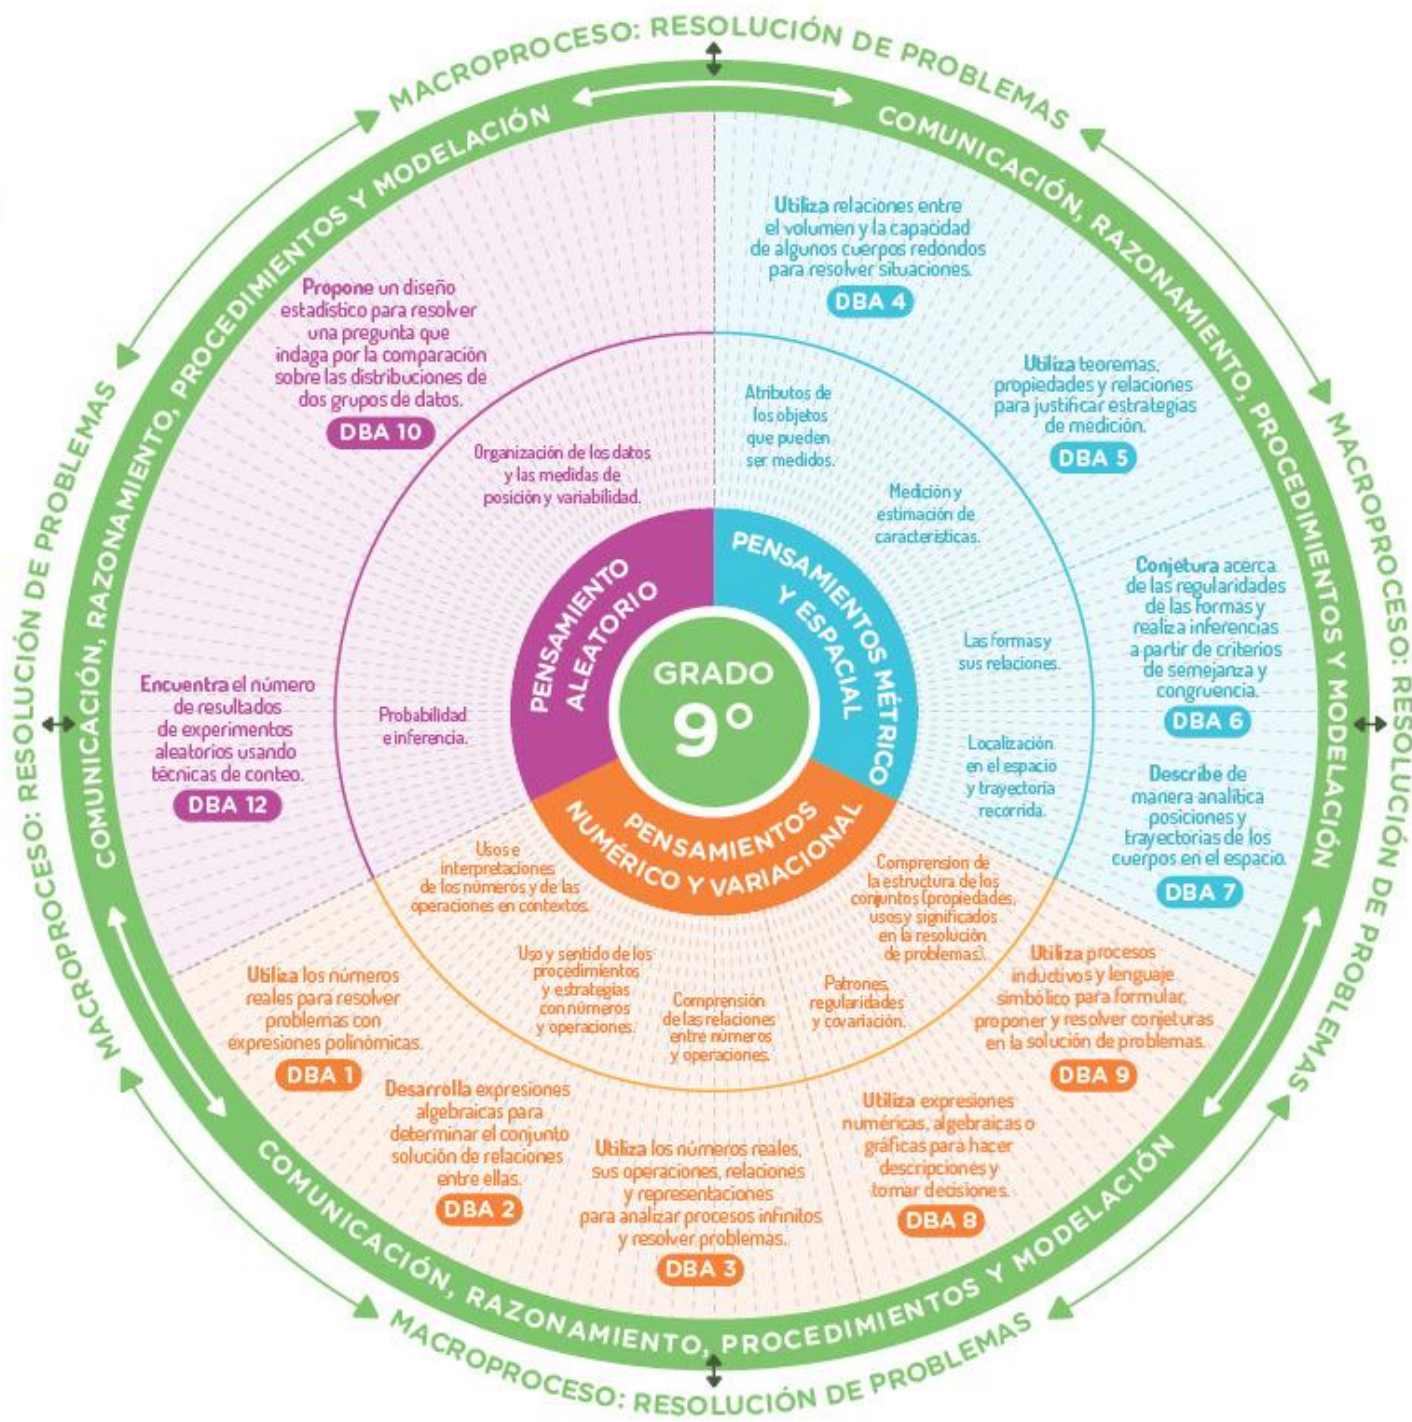 MACROPROCESO: RESOLUCIÓN DE PROBLEMAS
MACROPROCESO: RESOLUCIÓN DE PROBLEMAS
MACROPROCESO: RESOLUCIÓN DE PROBLEMAS
MACROPROCESO: RESOLUCIÓN DE PROBLEMAS
COMUNICACIÓN, RAZONAMIENTO, PROCEDIMIENTOS Y MODELACIÓN
COMUNICACIÓN, RAZONAMIENTO, PROCEDIMIENTOS Y MODELACIÓN
COMUNICACIÓN, RAZONAMIENTO, PROCEDIMIENTOS Y MODELACIÓN
GRADO
9°
PENSAMIENTO
ALEATORIO
PENSAMIENTOS MÉTRICO
Y ESPACIAL
PENSAMIENTOS
NUMÉRICO Y VARIACIONAL
Utiliza relaciones entre
el volumen y la capacidad
de algunos cuerpos redondos
para resolver situaciones.
DBA 4
Utiliza teoremas,
propiedades y relaciones
para justificar estrategias
de medición.
DBA 5
Conjetura acerca
de las regularidades
de las formas y
realiza inferencias
a partir de criterios
de semejanza y
congruencia.
DBA 6
Describe de
manera analítica
posiciones y
trayectorias de los
cuerpos en el espacio.
DBA 7
Atributos de
los objetos
que pueden
ser medidos.
Medición y
estimación de
características.
Las formas y
sus relaciones.
Localización
en el espacio
y trayectoria
recorrida.
Comprension de
la estructura de los
conjuntos (propiedades,
usos y significados
en la resolución
de problemas).
Patrones,
regularidades
y covariación.
Comprensión
de las relaciones
entre números
y operaciones.
Uso y sentido de los
procedimientos
y estrategias
con números
y operaciones.
Usos e
interpretaciones
de los números y de las
operaciones en contextos.
Utiliza procesos
inductivos y lenguaje
simbólico para formular,
proponer y resolver conjeturas
en la solución de problemas.
DBA 9
Utiliza expresiones
numéricas, algebraicas o
gráficas para hacer
descripciones y
tomar decisiones.
DBA 8
Utiliza los números reales,
sus operaciones, relaciones
y representaciones
para analizar procesos infinitos
y resolver problemas.
DBA 3
Desarrolla expresiones
algebraicas para
determinar el conjunto
solución de relaciones
entre ellas.
DBA 2
Utiliza los números
reales para resolver
problemas con
expresiones polinómicas.
DBA 1
Encuentra el número
de resultados
de experimentos
aleatorios usando
técnicas de conteo.
DBA 12
Propone un diseño
estadístico para resolver
una pregunta que
indaga por la comparación
sobre las distribuciones de
dos grupos de datos.
DBA 10
Organización de los datos
y las medidas de
posición y variabilidad.
Probabilidad
e inferencia.